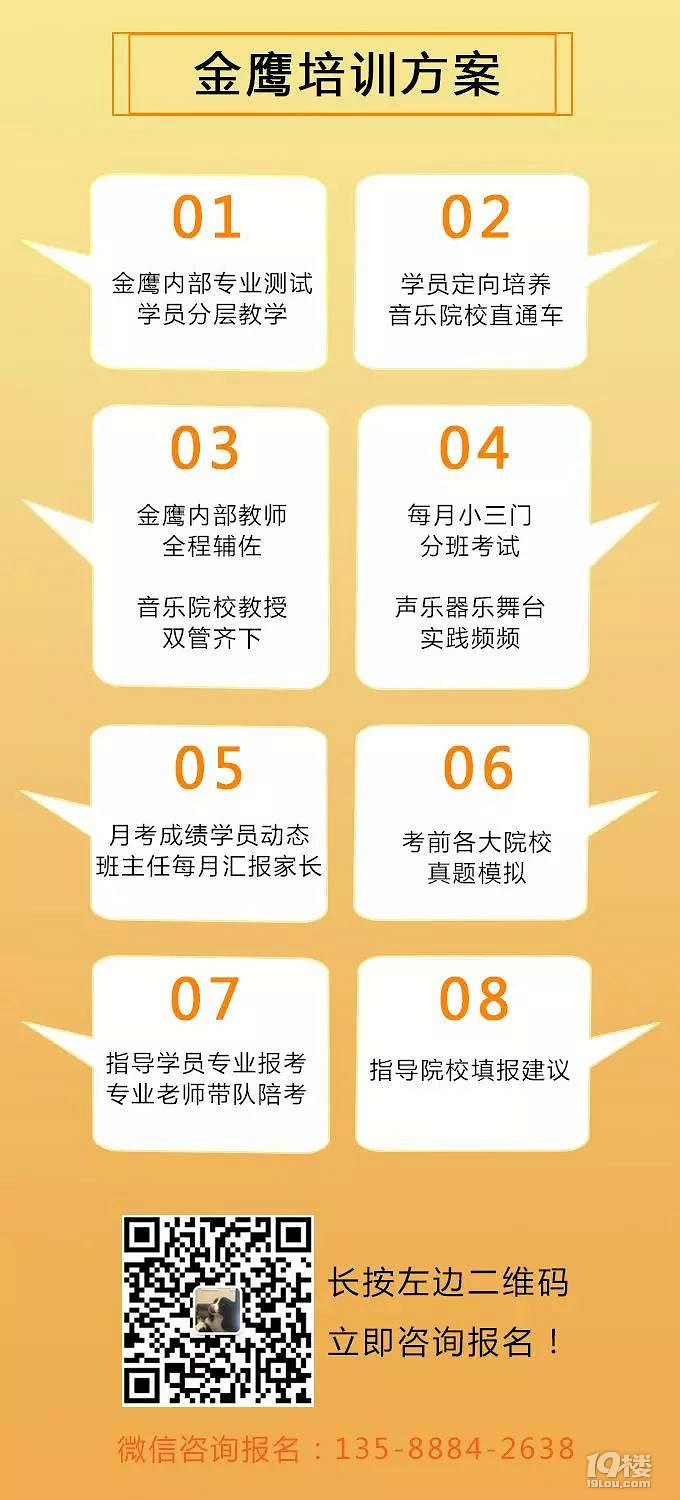 金鹰培训方案
01
金鹰内部专业测试
学员分层教学
02
学员定向培养
音乐院校直通车
03
金鹰内部教师
全程辅佐
音乐院校教授
双管齐下
04
每月小三门
分班考试
声乐器乐舞台
实践频频
05
月考成绩学员动态
班主任每月汇报家长
06
考前各大院校
真题模拟
07
指导学员专业报考
专业老师带队陪考
08
指导院校填报建议
长按左边二维码
立即咨询报名！
微信咨询报名：135-8884-2638
19楼
19lou.com